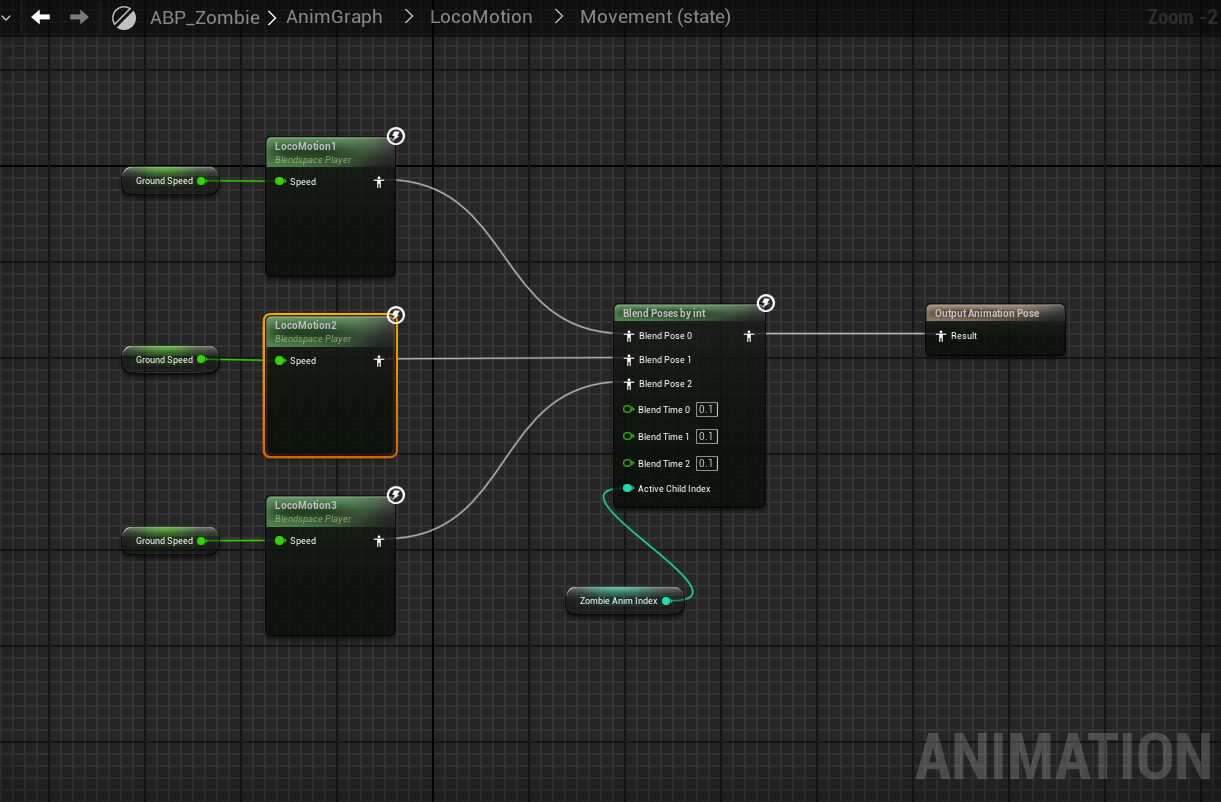 ABP_Zombie > AnimGraph > LocoMotion > Movement (state)
Zoom -2
LocoMotion1
Blendspace Player
Ground Speed
Speed
LocoMotion2
Blendspace Player
Ground Speed
Speed
LocoMotion3
Blendspace Player
Ground Speed
Speed
Blend Poses by int
Blend Pose 0
Blend Pose 1
Blend Pose 2
Blend Time 0 0.1
Blend Time 1 0.1
Blend Time 2 0.1
Active Child Index
Zombie Anim Index
Output Animation Pose
Result
ANIMATION